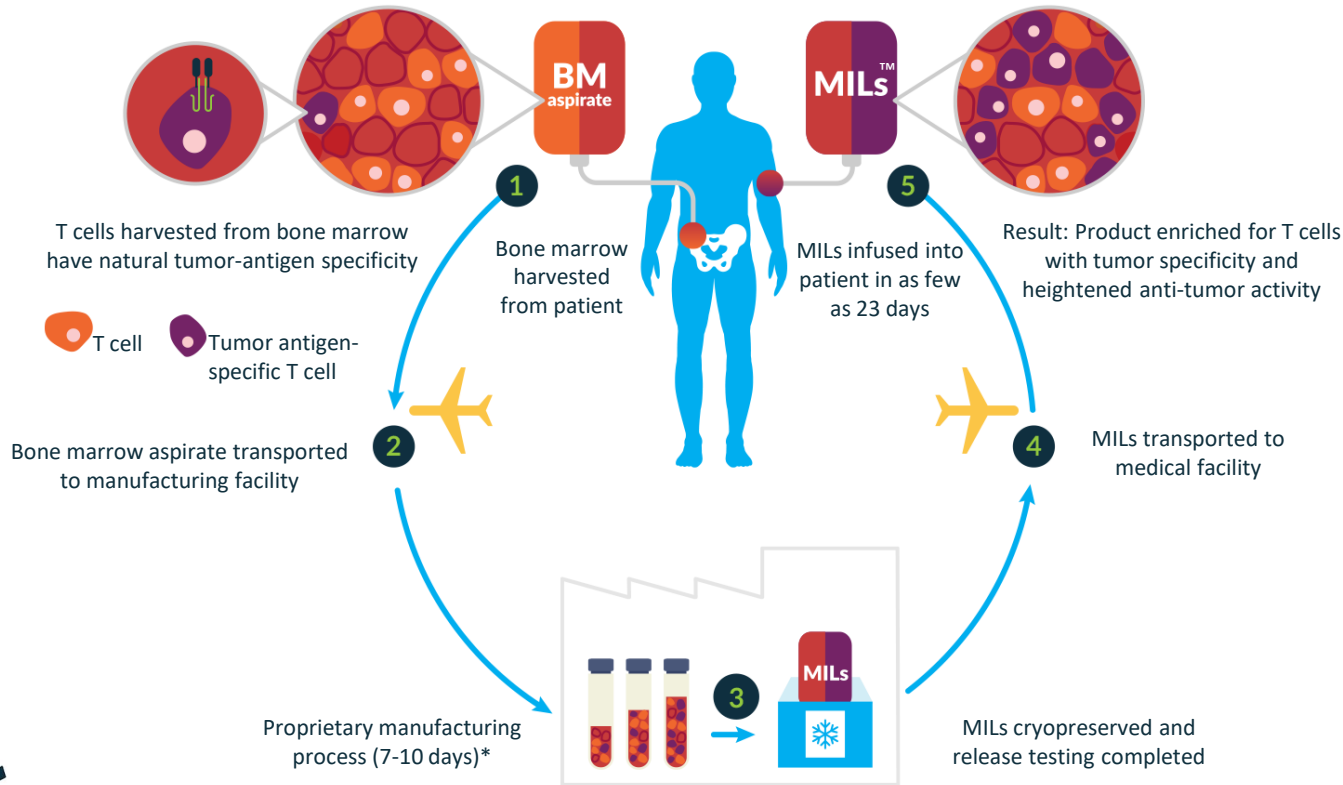 BM
aspirate
MILs™
1
5
T cells harvested from bone marrow
have natural tumor-antigen specificity
Bone marrow
harvested
from patient
MILs infused into
patient in as few
as 23 days
Result: Product enriched for T cells
with tumor specificity and
heightened anti-tumor activity
T cell
Tumor antigen-
specific T cell
2
Bone marrow aspirate transported
to manufacturing facility
4
MILs transported to
medical facility
MILs
3
Proprietary manufacturing
process (7-10 days)*
MILs cryopreserved and
release testing completed